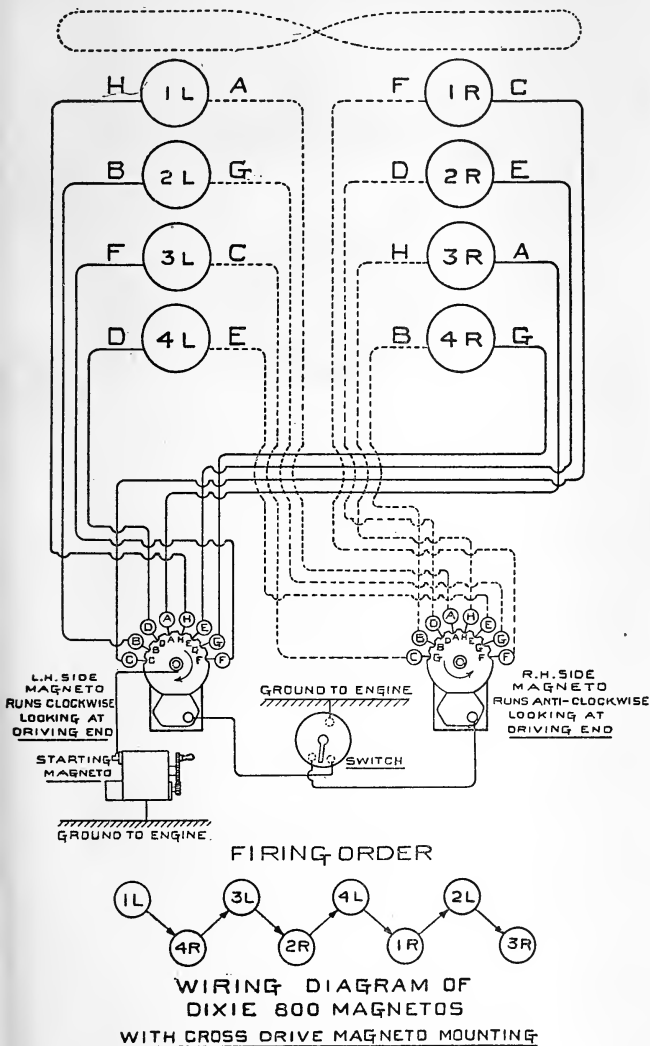 H 1L A F 1R C
B 2L G D 2R E
F 3L C H 3R A
D 4L E B 4R G
C B D A H E G F
C B D A H E G F
G B D A H E G F
G B D A H E G F
L.H. SIDE
MAGNETO
RUNS CLOCKWISE
LOOKING AT
DRIVING END
GROUND TO ENGINE
SWITCH
R.H. SIDE
MAGNETO
RUNS ANTI-CLOCKWISE
LOOKING AT
DRIVING END
STARTING
MAGNETO
GROUND TO ENGINE.
FIRING ORDER
1L 3L 4L 2L
4R 2R 1R 3R
WIRING DIAGRAM OF
DIXIE 800 MAGNETOS
WITH CROSS DRIVE MAGNETO MOUNTING